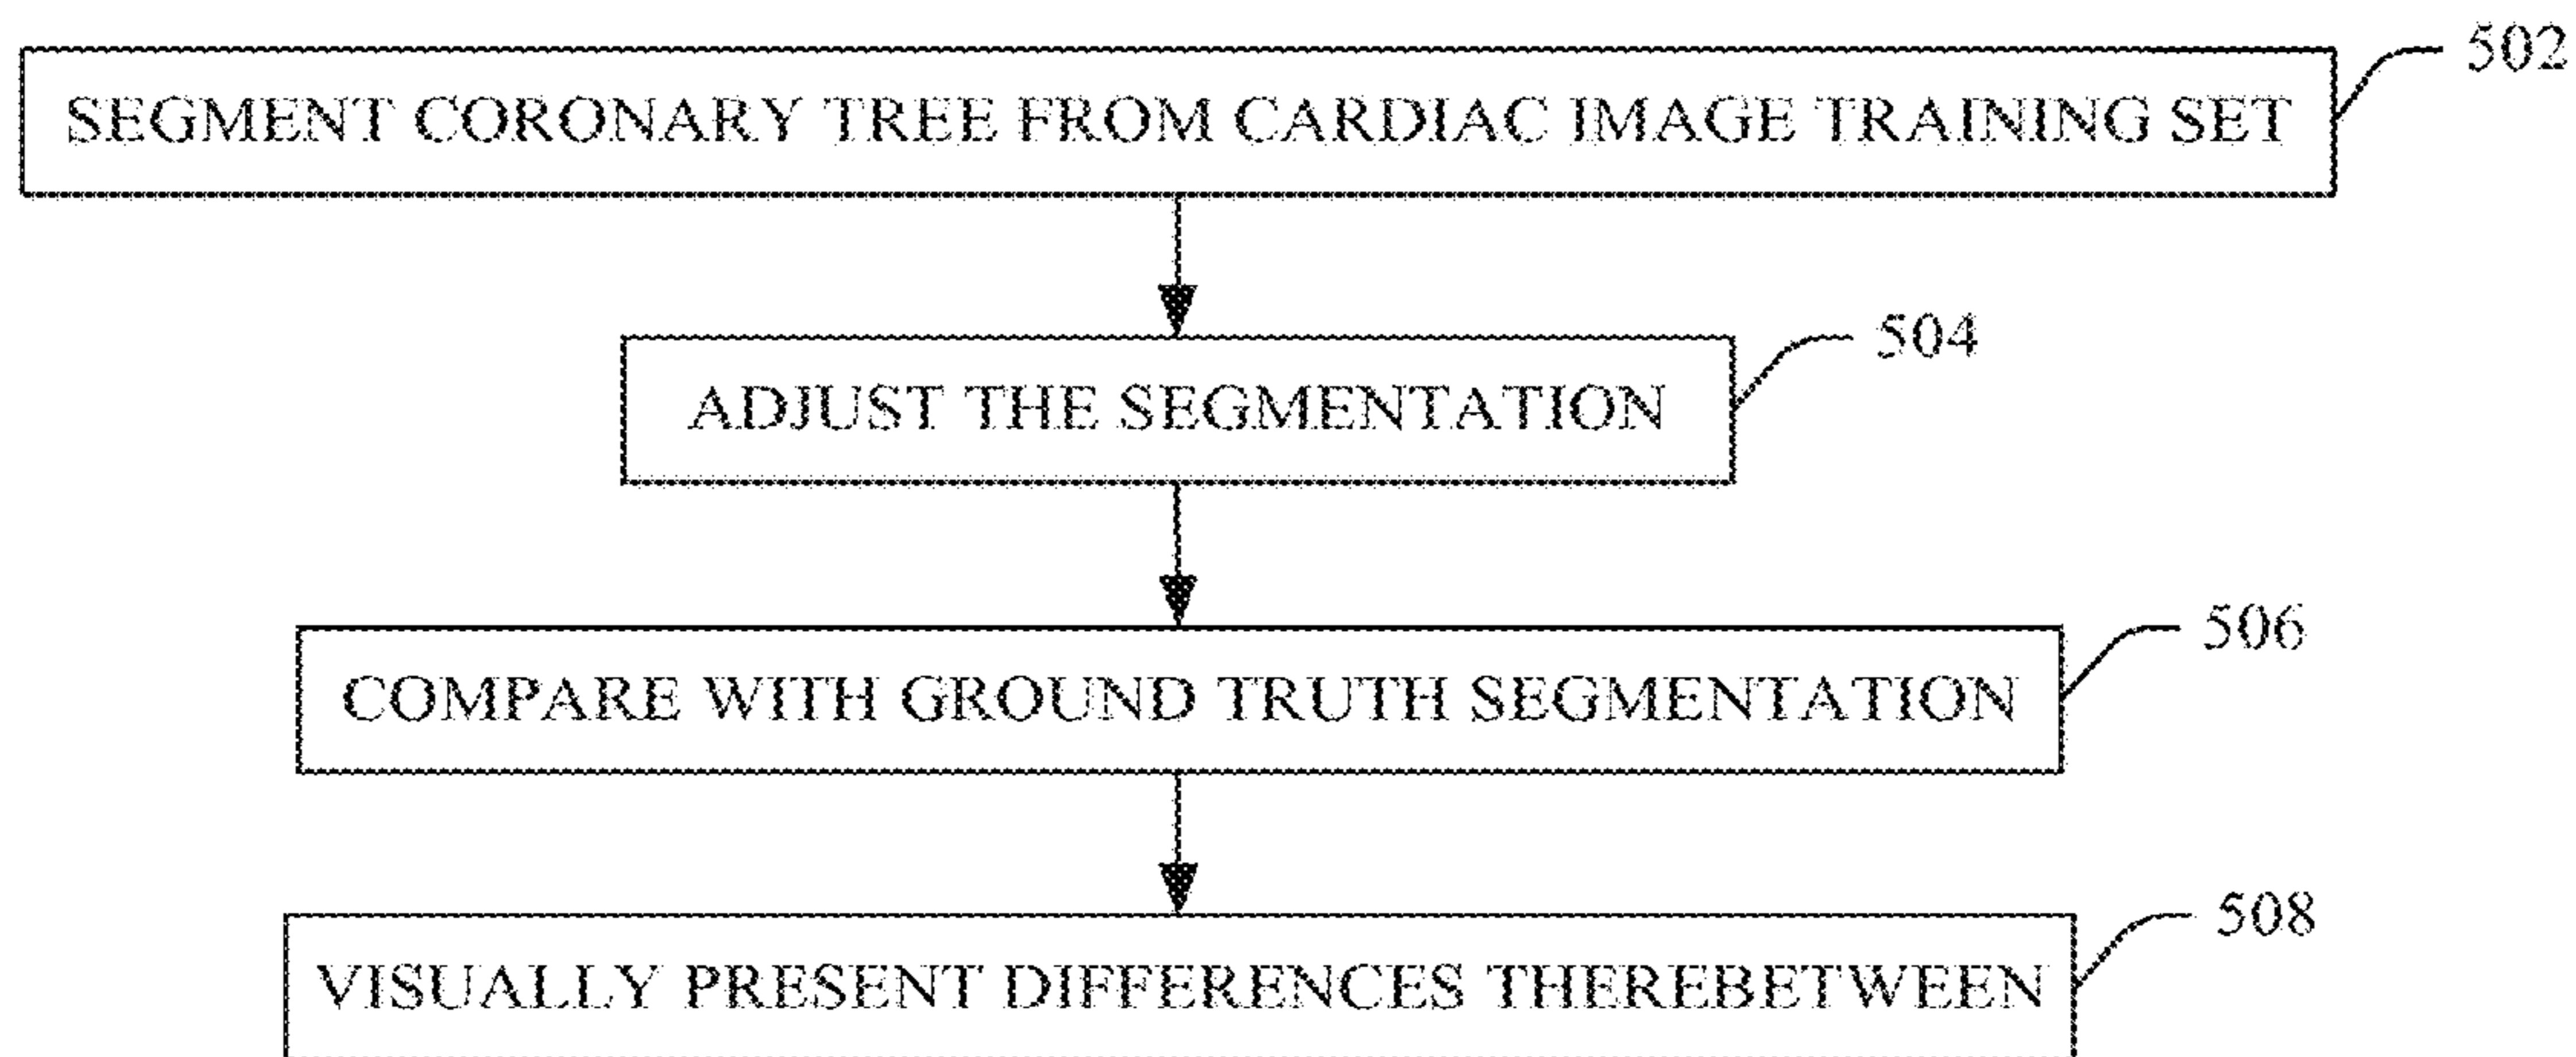 502
SEGMENT CORONARY TREE FROM CARDIAC IMAGE TRAINING SET
504
ADJUST THE SEGMENTATION
506
COMPARE WITH GROUND TRUTH SEGMENTATION
508
VISUALLY PRESENT DIFFERENCES THEREBETWEEN